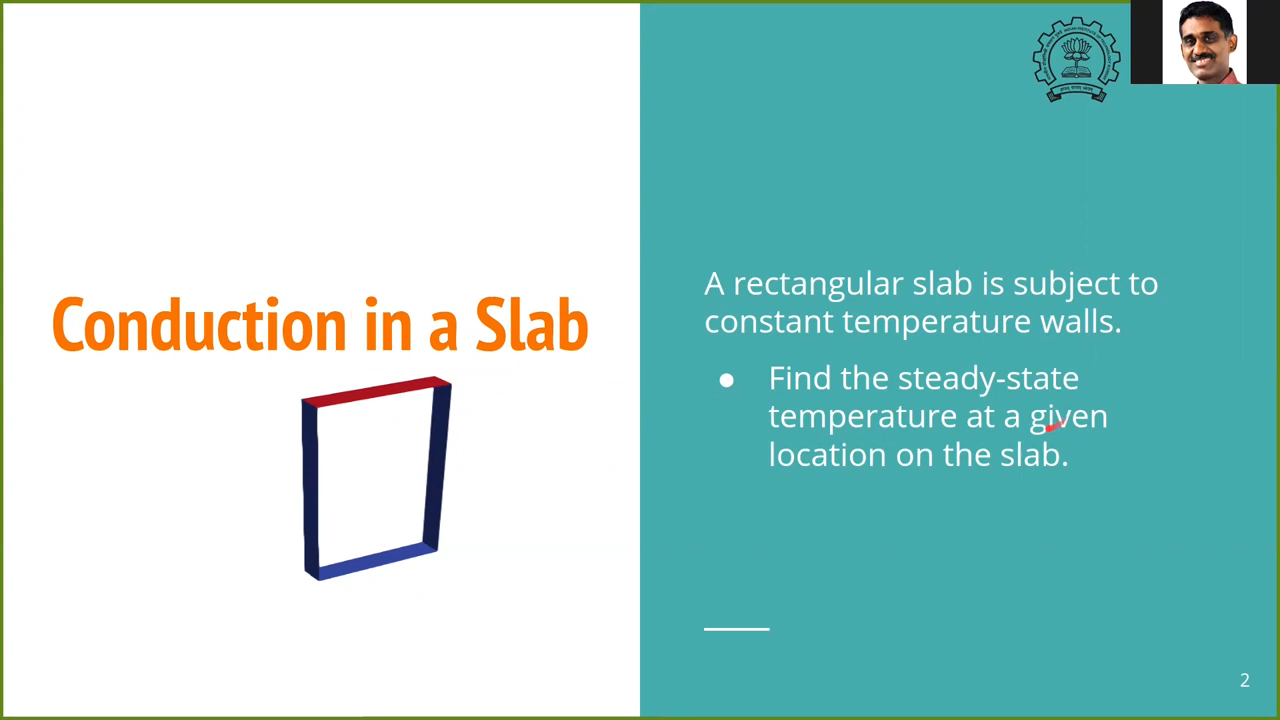 Conduction in a Slab
A rectangular slab is subject to
constant temperature walls.
● Find the steady-state
temperature at a given
location on the slab.
2